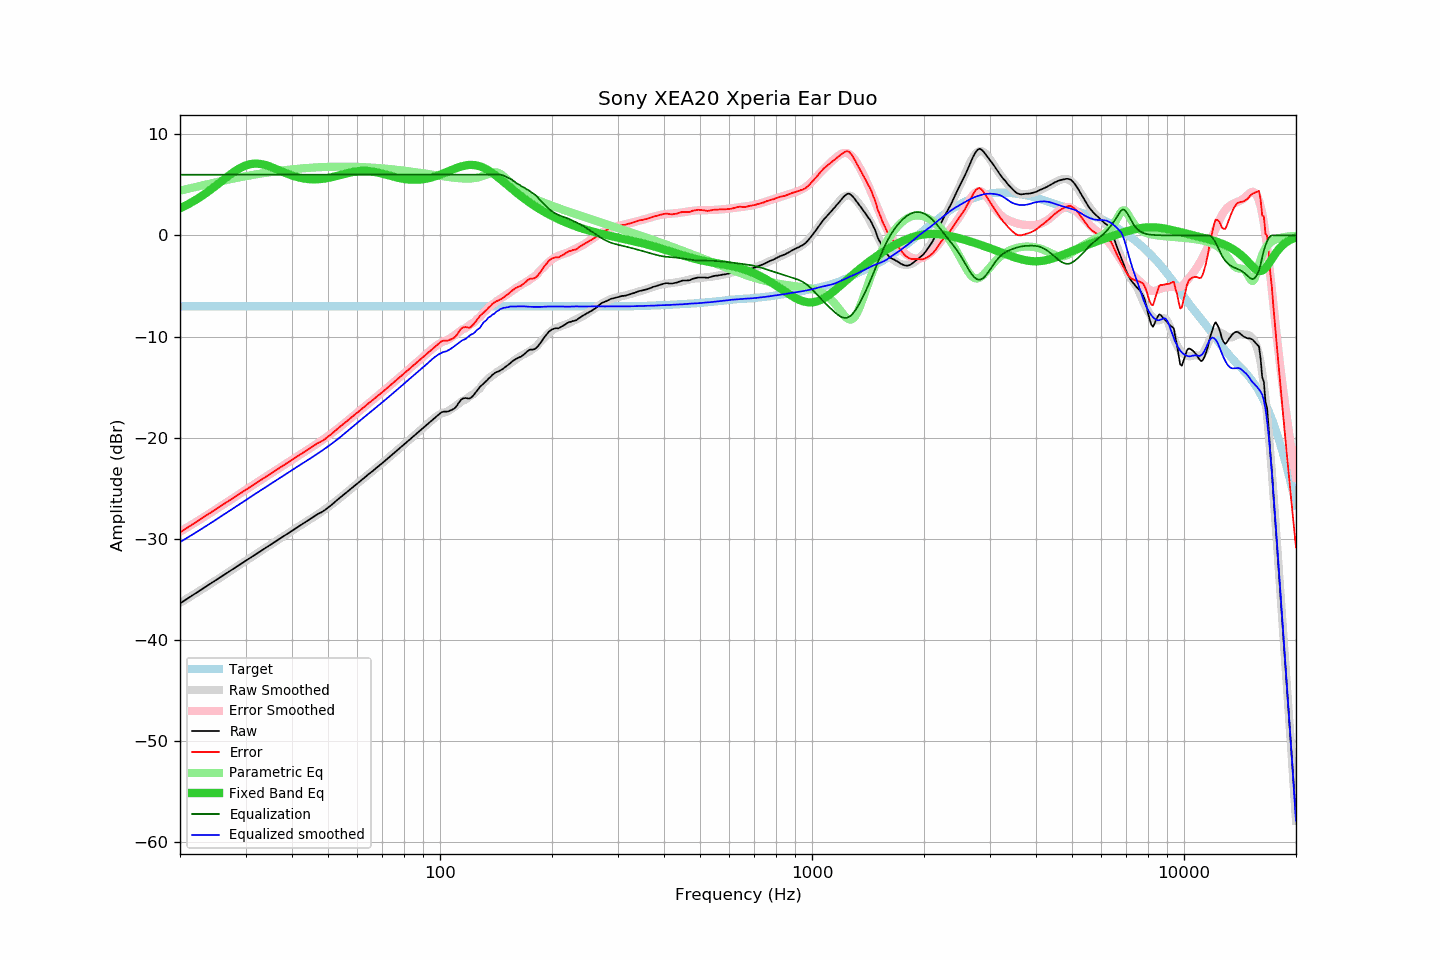 Sony XEA20 Xperia Ear Duo
10
0
−10
−20
−30
−40
−50
−60
Amplitude (dBr)
Target
Raw Smoothed
Error Smoothed
Raw
Error
Parametric Eq
Fixed Band Eq
Equalization
Equalized smoothed
100
1000
10000
Frequency (Hz)